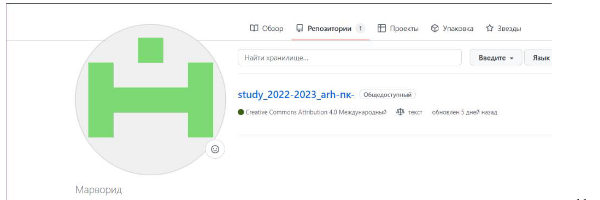 Обзор Репозитории 1 Проекты Упаковка Звезды
Найти хранилище... Введите Язык
study_2022-2023_arh-пк- Общедоступный
Creative Commons Attribution 4.0 Международный текст обновлен 5 дней назад
Марворид